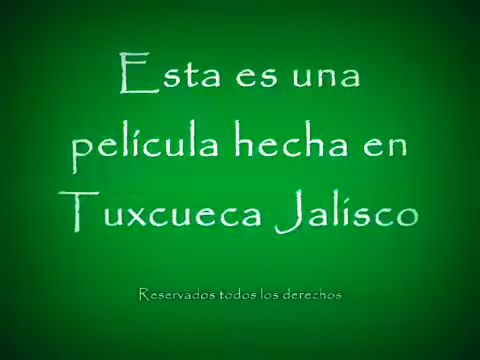 Esta es una
película hecha en
Tuxcueca Jalisco
Reservados todos los derechos